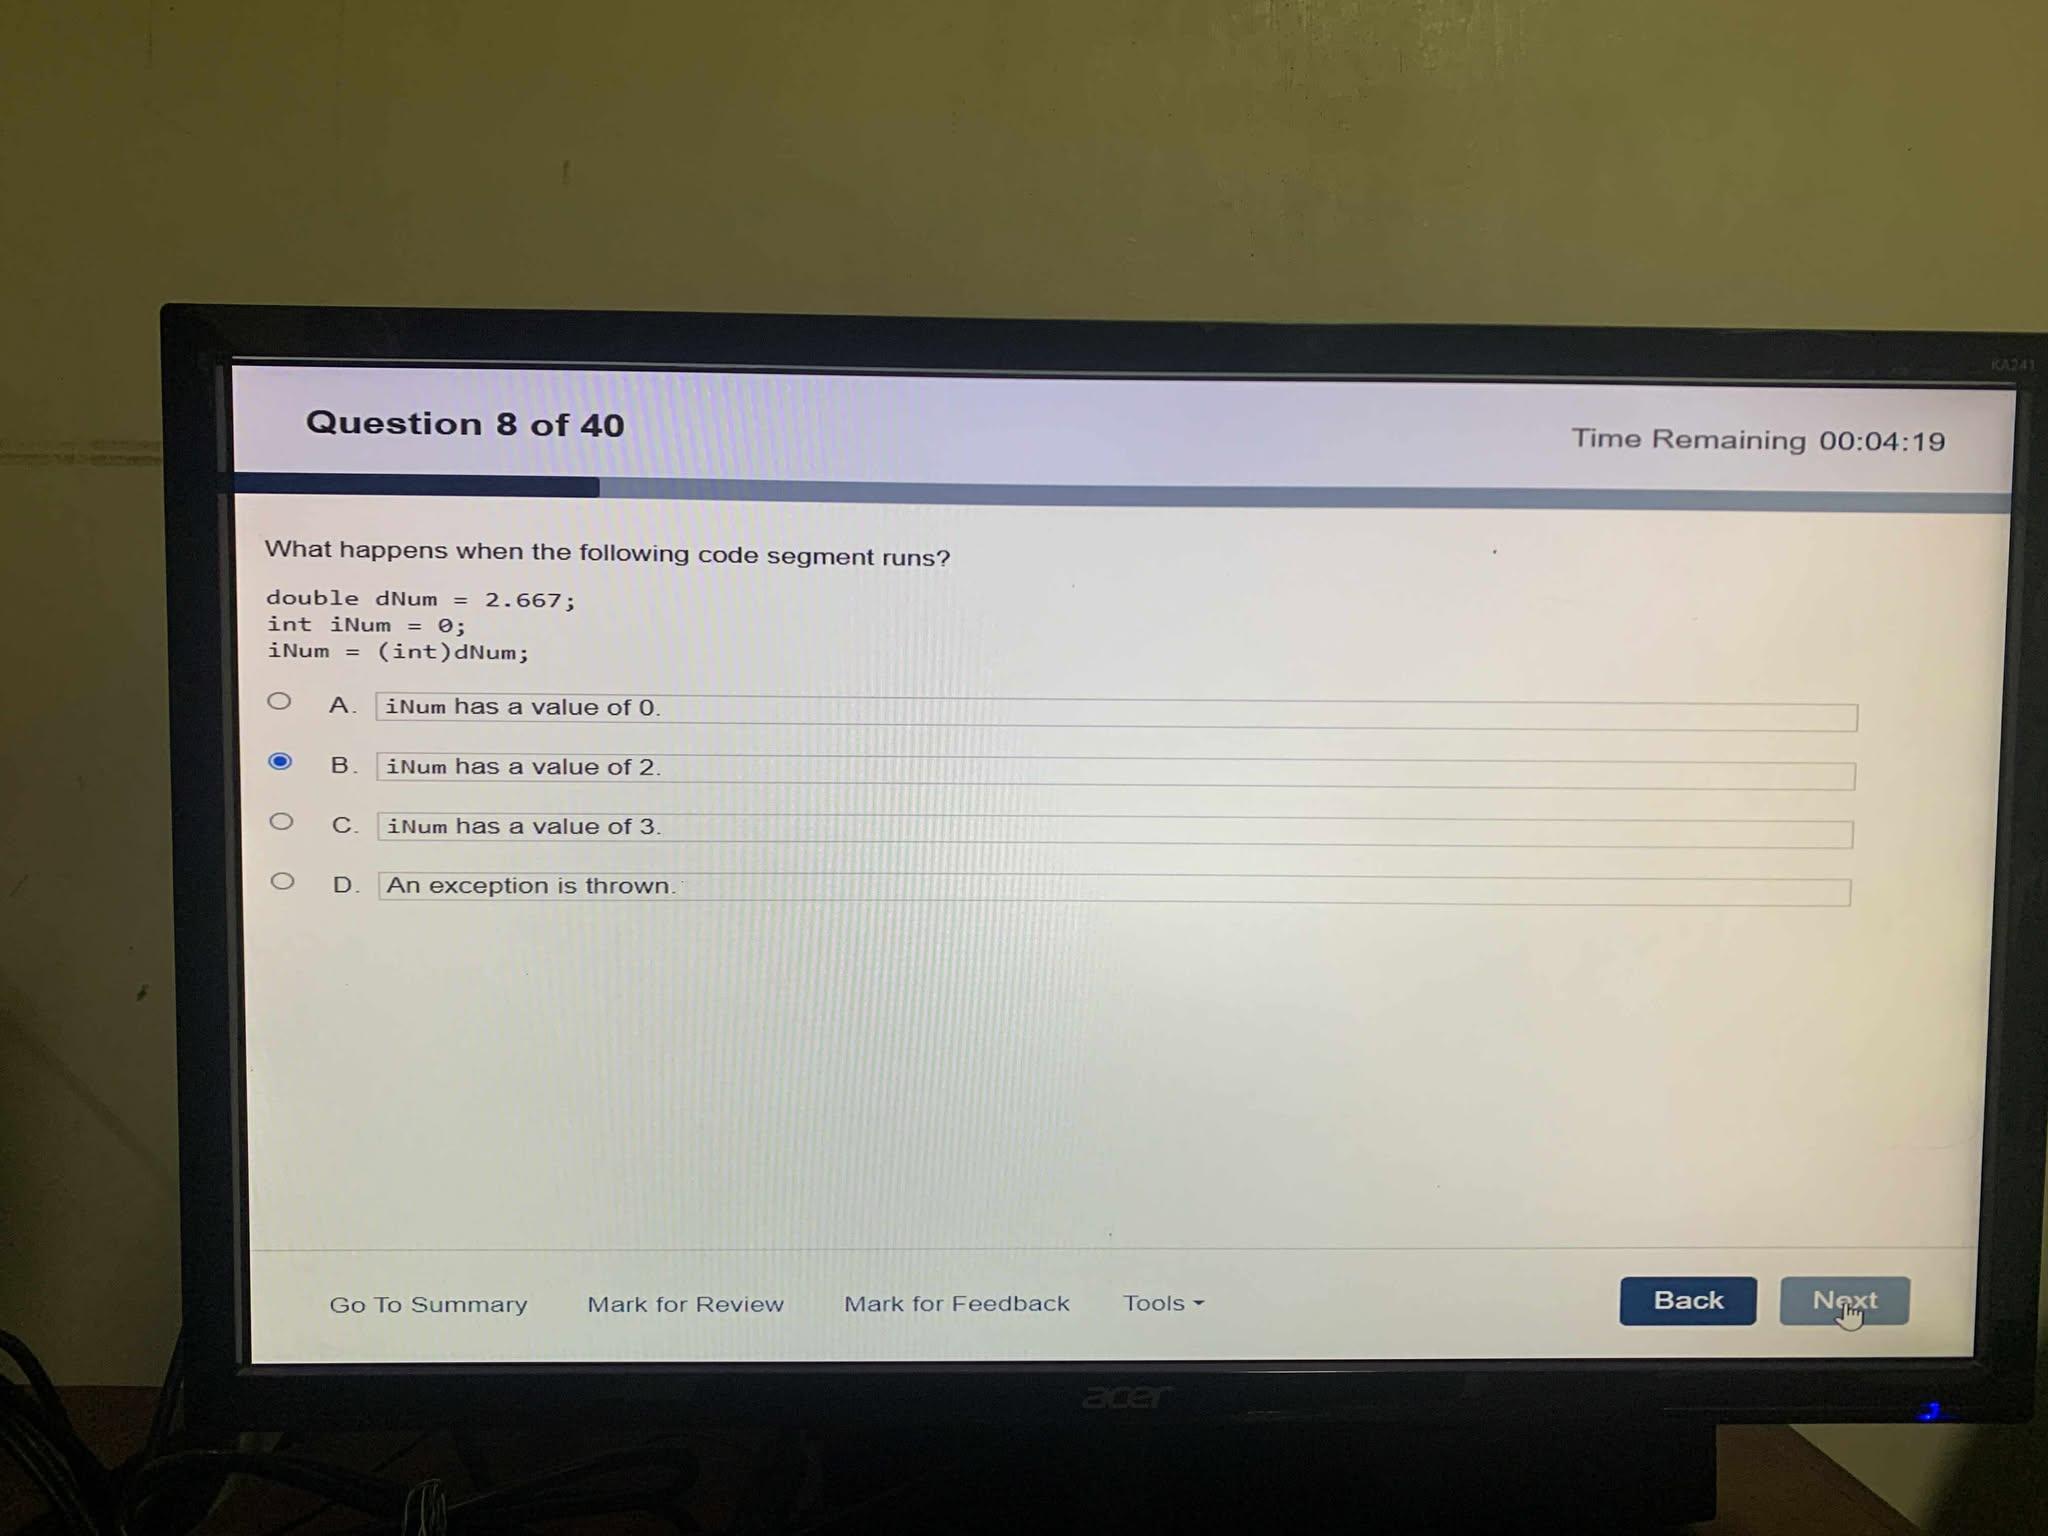 KA241
Question 8 of 40
Time Remaining 00:04:19
What happens when the following code segment runs?
double dNum = 2.667;
int iNum = 0;
iNum = (int)dNum;
A. iNum has a value of 0.
B. iNum has a value of 2.
C. iNum has a value of 3.
D. An exception is thrown.
Go To Summary Mark for Review Mark for Feedback Tools Back Next
acer